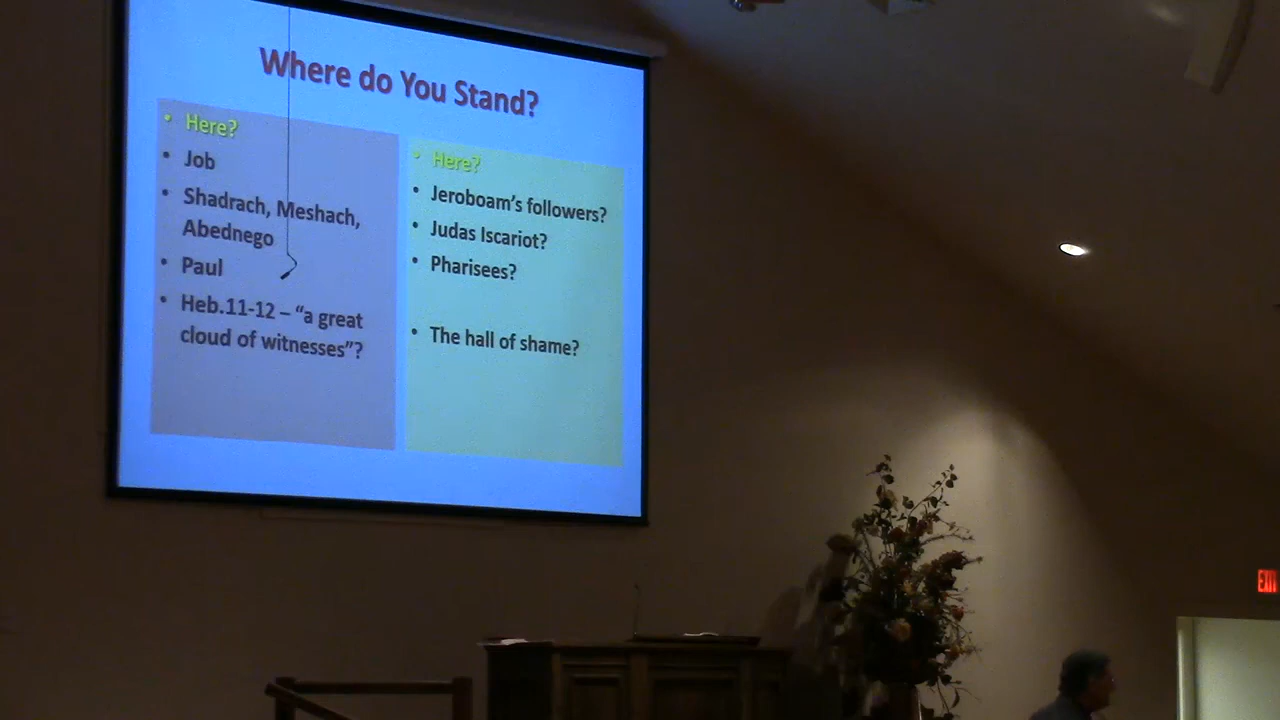 Where do You Stand?
• Here?
• Job
• Shadrach, Meshach,
Abednego
• Paul
• Heb.11-12 – “a great
cloud of witnesses”?
• Here?
• Jeroboam’s followers?
• Judas Iscariot?
• Pharisees?
• The hall of shame?
EXIT